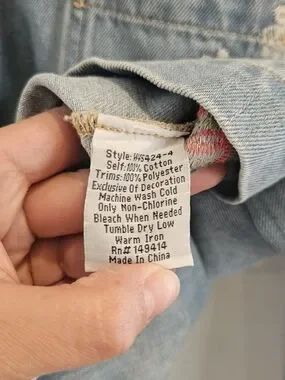 Style: HVS424-4
Self: 100% Cotton
Trims: 100% Polyester
Exclusive Of Decoration
Machine Wash Cold
Only Non-Chlorine
Bleach When Needed
Tumble Dry Low
Warm Iron
Rn# 149414
Made In China